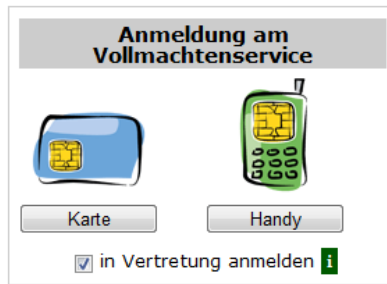 Anmeldung am
Vollmachtenservice
Karte Handy
in Vertretung anmelden i